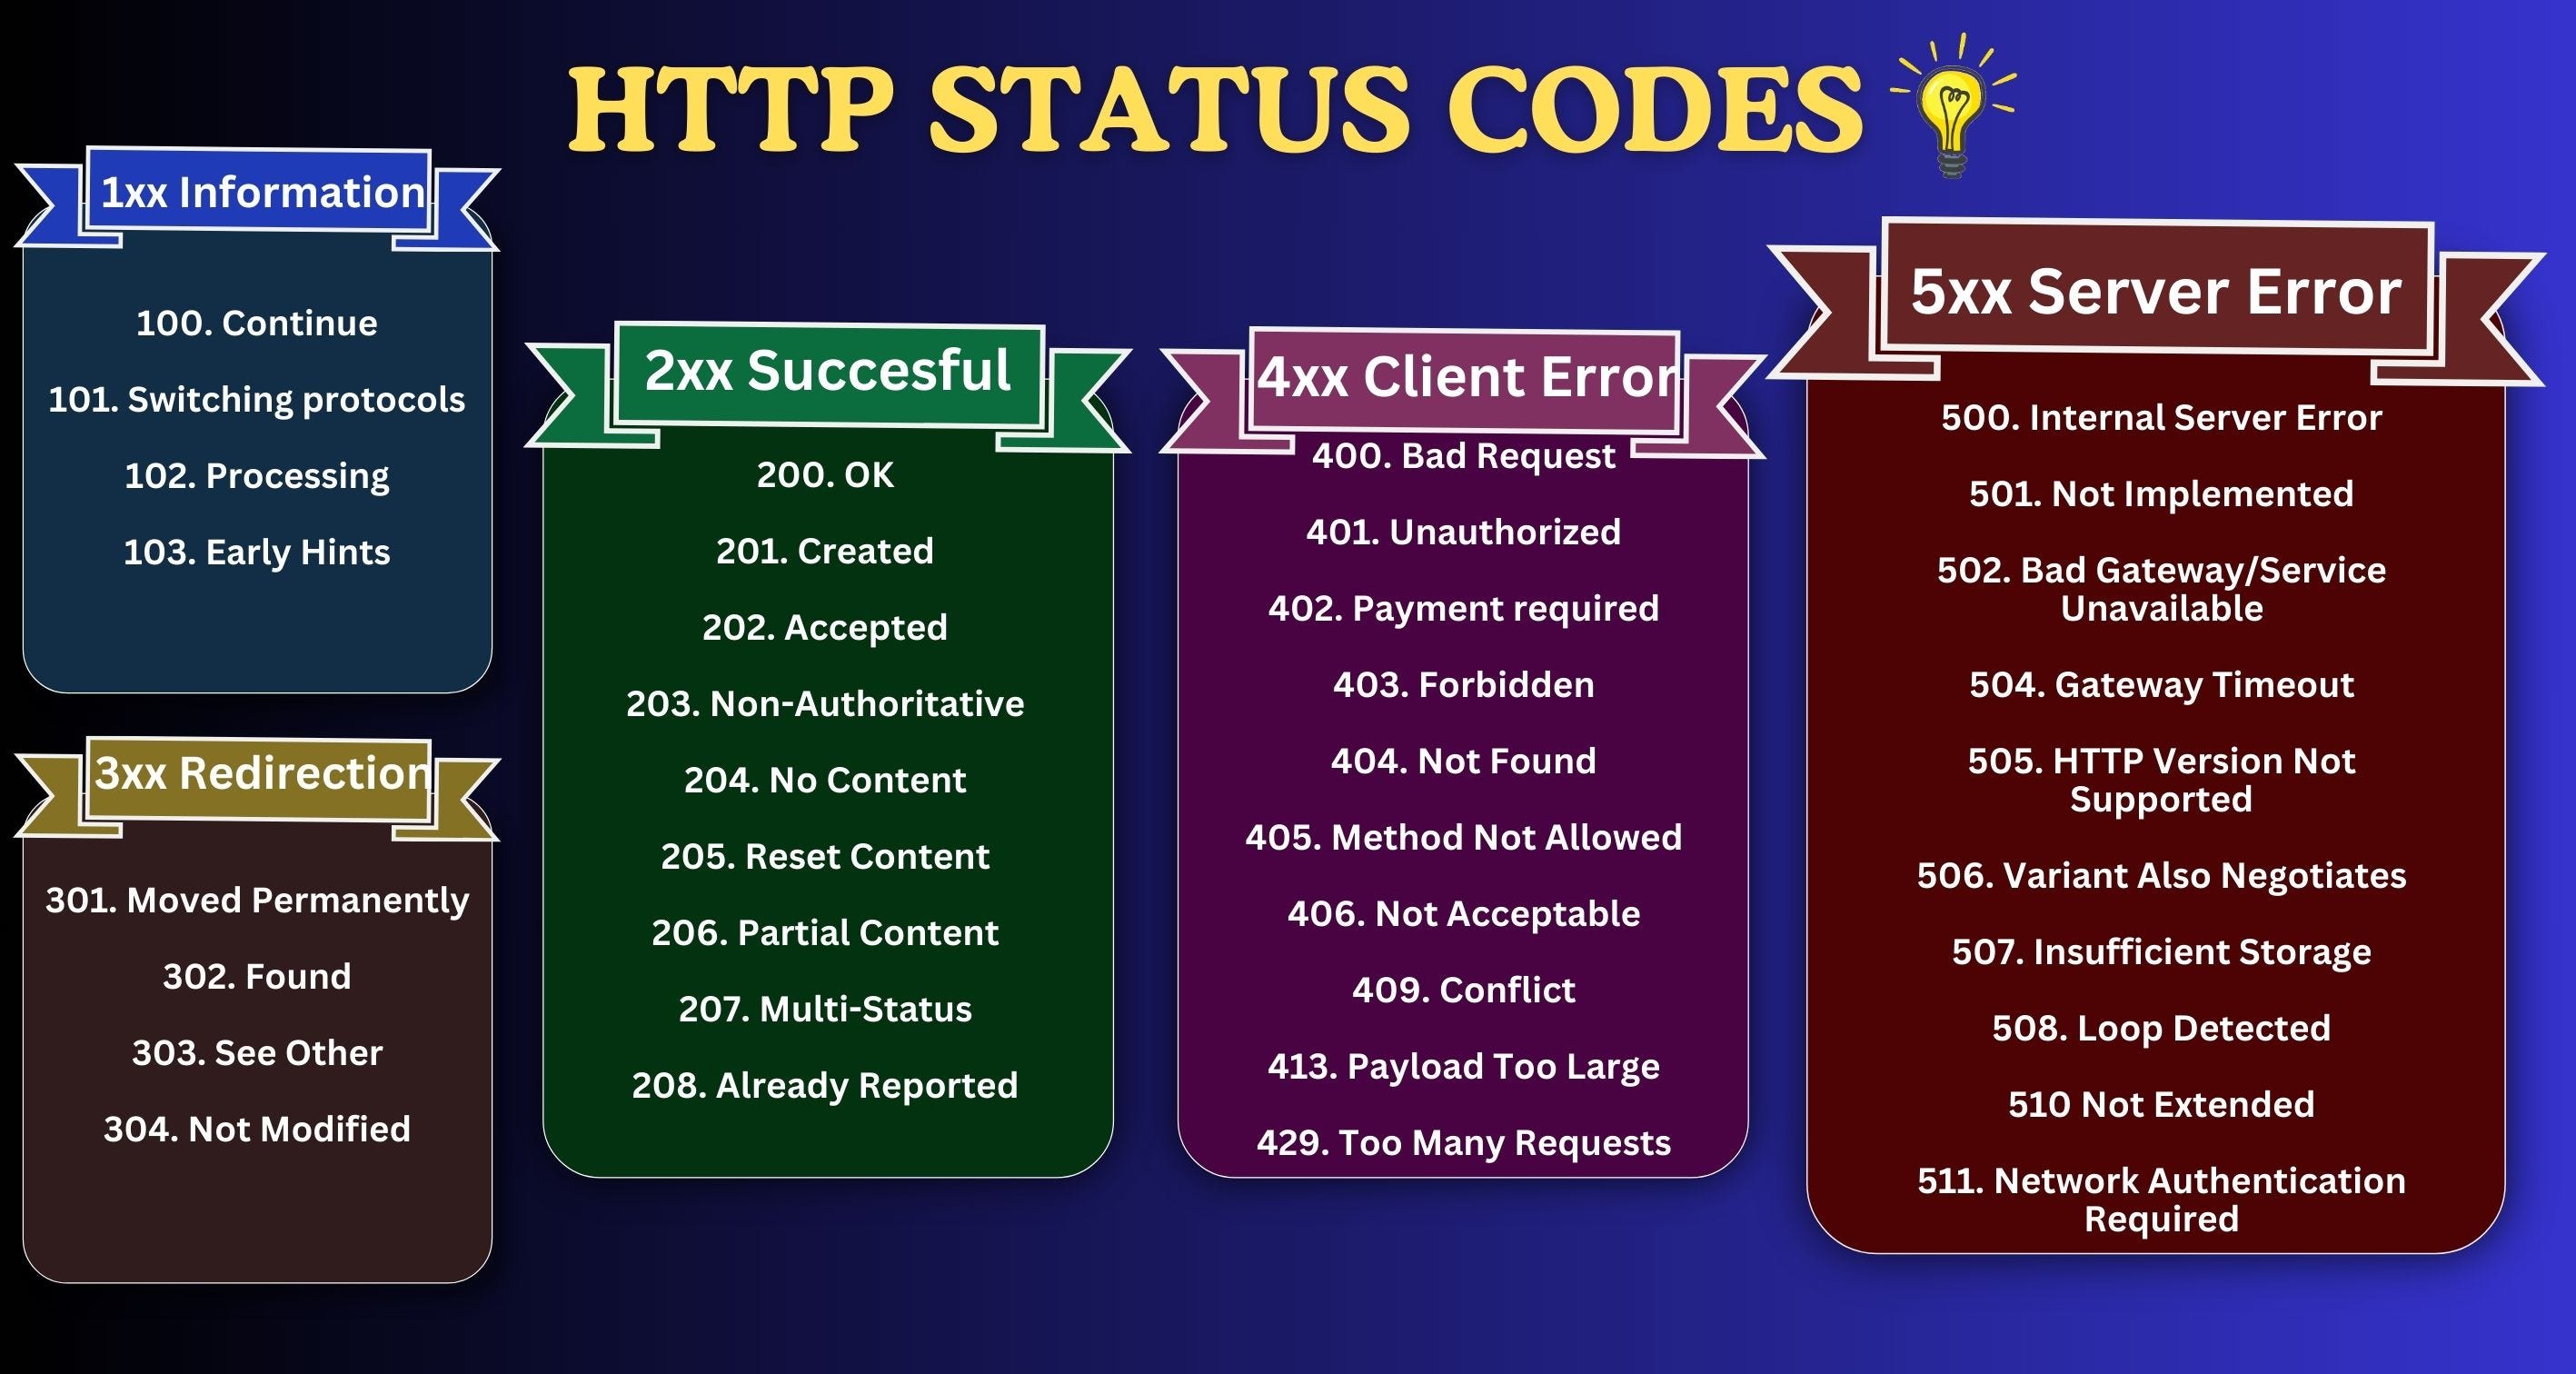 HTTP STATUS CODES
1xx Information
100. Continue
101. Switching protocols
102. Processing
103. Early Hints
3xx Redirection
301. Moved Permanently
302. Found
303. See Other
304. Not Modified
2xx Succesful
200. OK
201. Created
202. Accepted
203. Non-Authoritative
204. No Content
205. Reset Content
206. Partial Content
207. Multi-Status
208. Already Reported
4xx Client Error
400. Bad Request
401. Unauthorized
402. Payment required
403. Forbidden
404. Not Found
405. Method Not Allowed
406. Not Acceptable
409. Conflict
413. Payload Too Large
429. Too Many Requests
5xx Server Error
500. Internal Server Error
501. Not Implemented
502. Bad Gateway/Service
Unavailable
504. Gateway Timeout
505. HTTP Version Not
Supported
506. Variant Also Negotiates
507. Insufficient Storage
508. Loop Detected
510 Not Extended
511. Network Authentication
Required